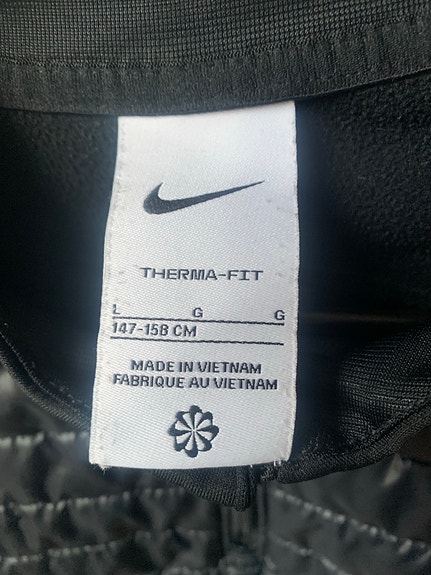 THERMA-FIT
L G G
147-158 CM
MADE IN VIETNAM
FABRIQUE AU VIETNAM